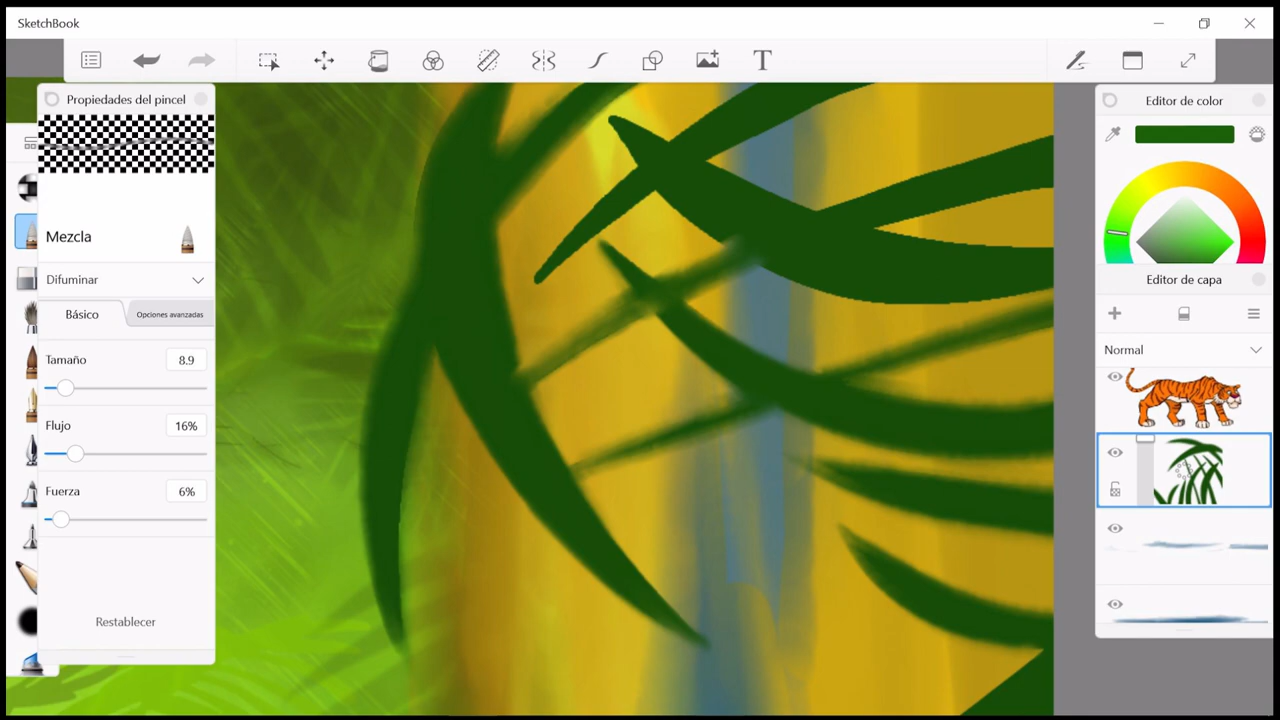 SketchBook
T
Propiedades del pincel
Mezcla
Difuminar
Básico
Opciones avanzadas
Tamaño
8.9
Flujo
16%
Fuerza
6%
Restablecer
Editor de color
Editor de capa
Normal